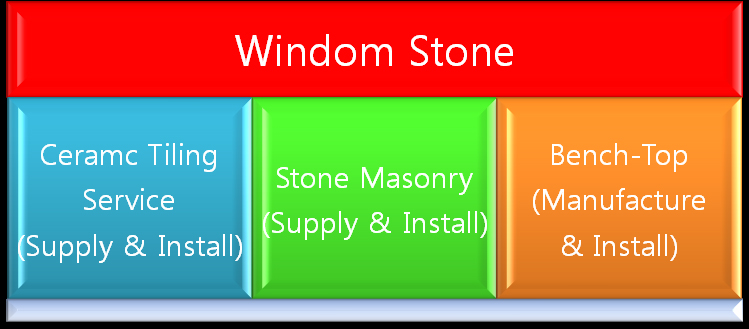 Windom Stone
Ceramc Tiling
Service
(Supply & Install)
Stone Masonry
(Supply & Install)
Bench-Top
(Manufacture
& Install)